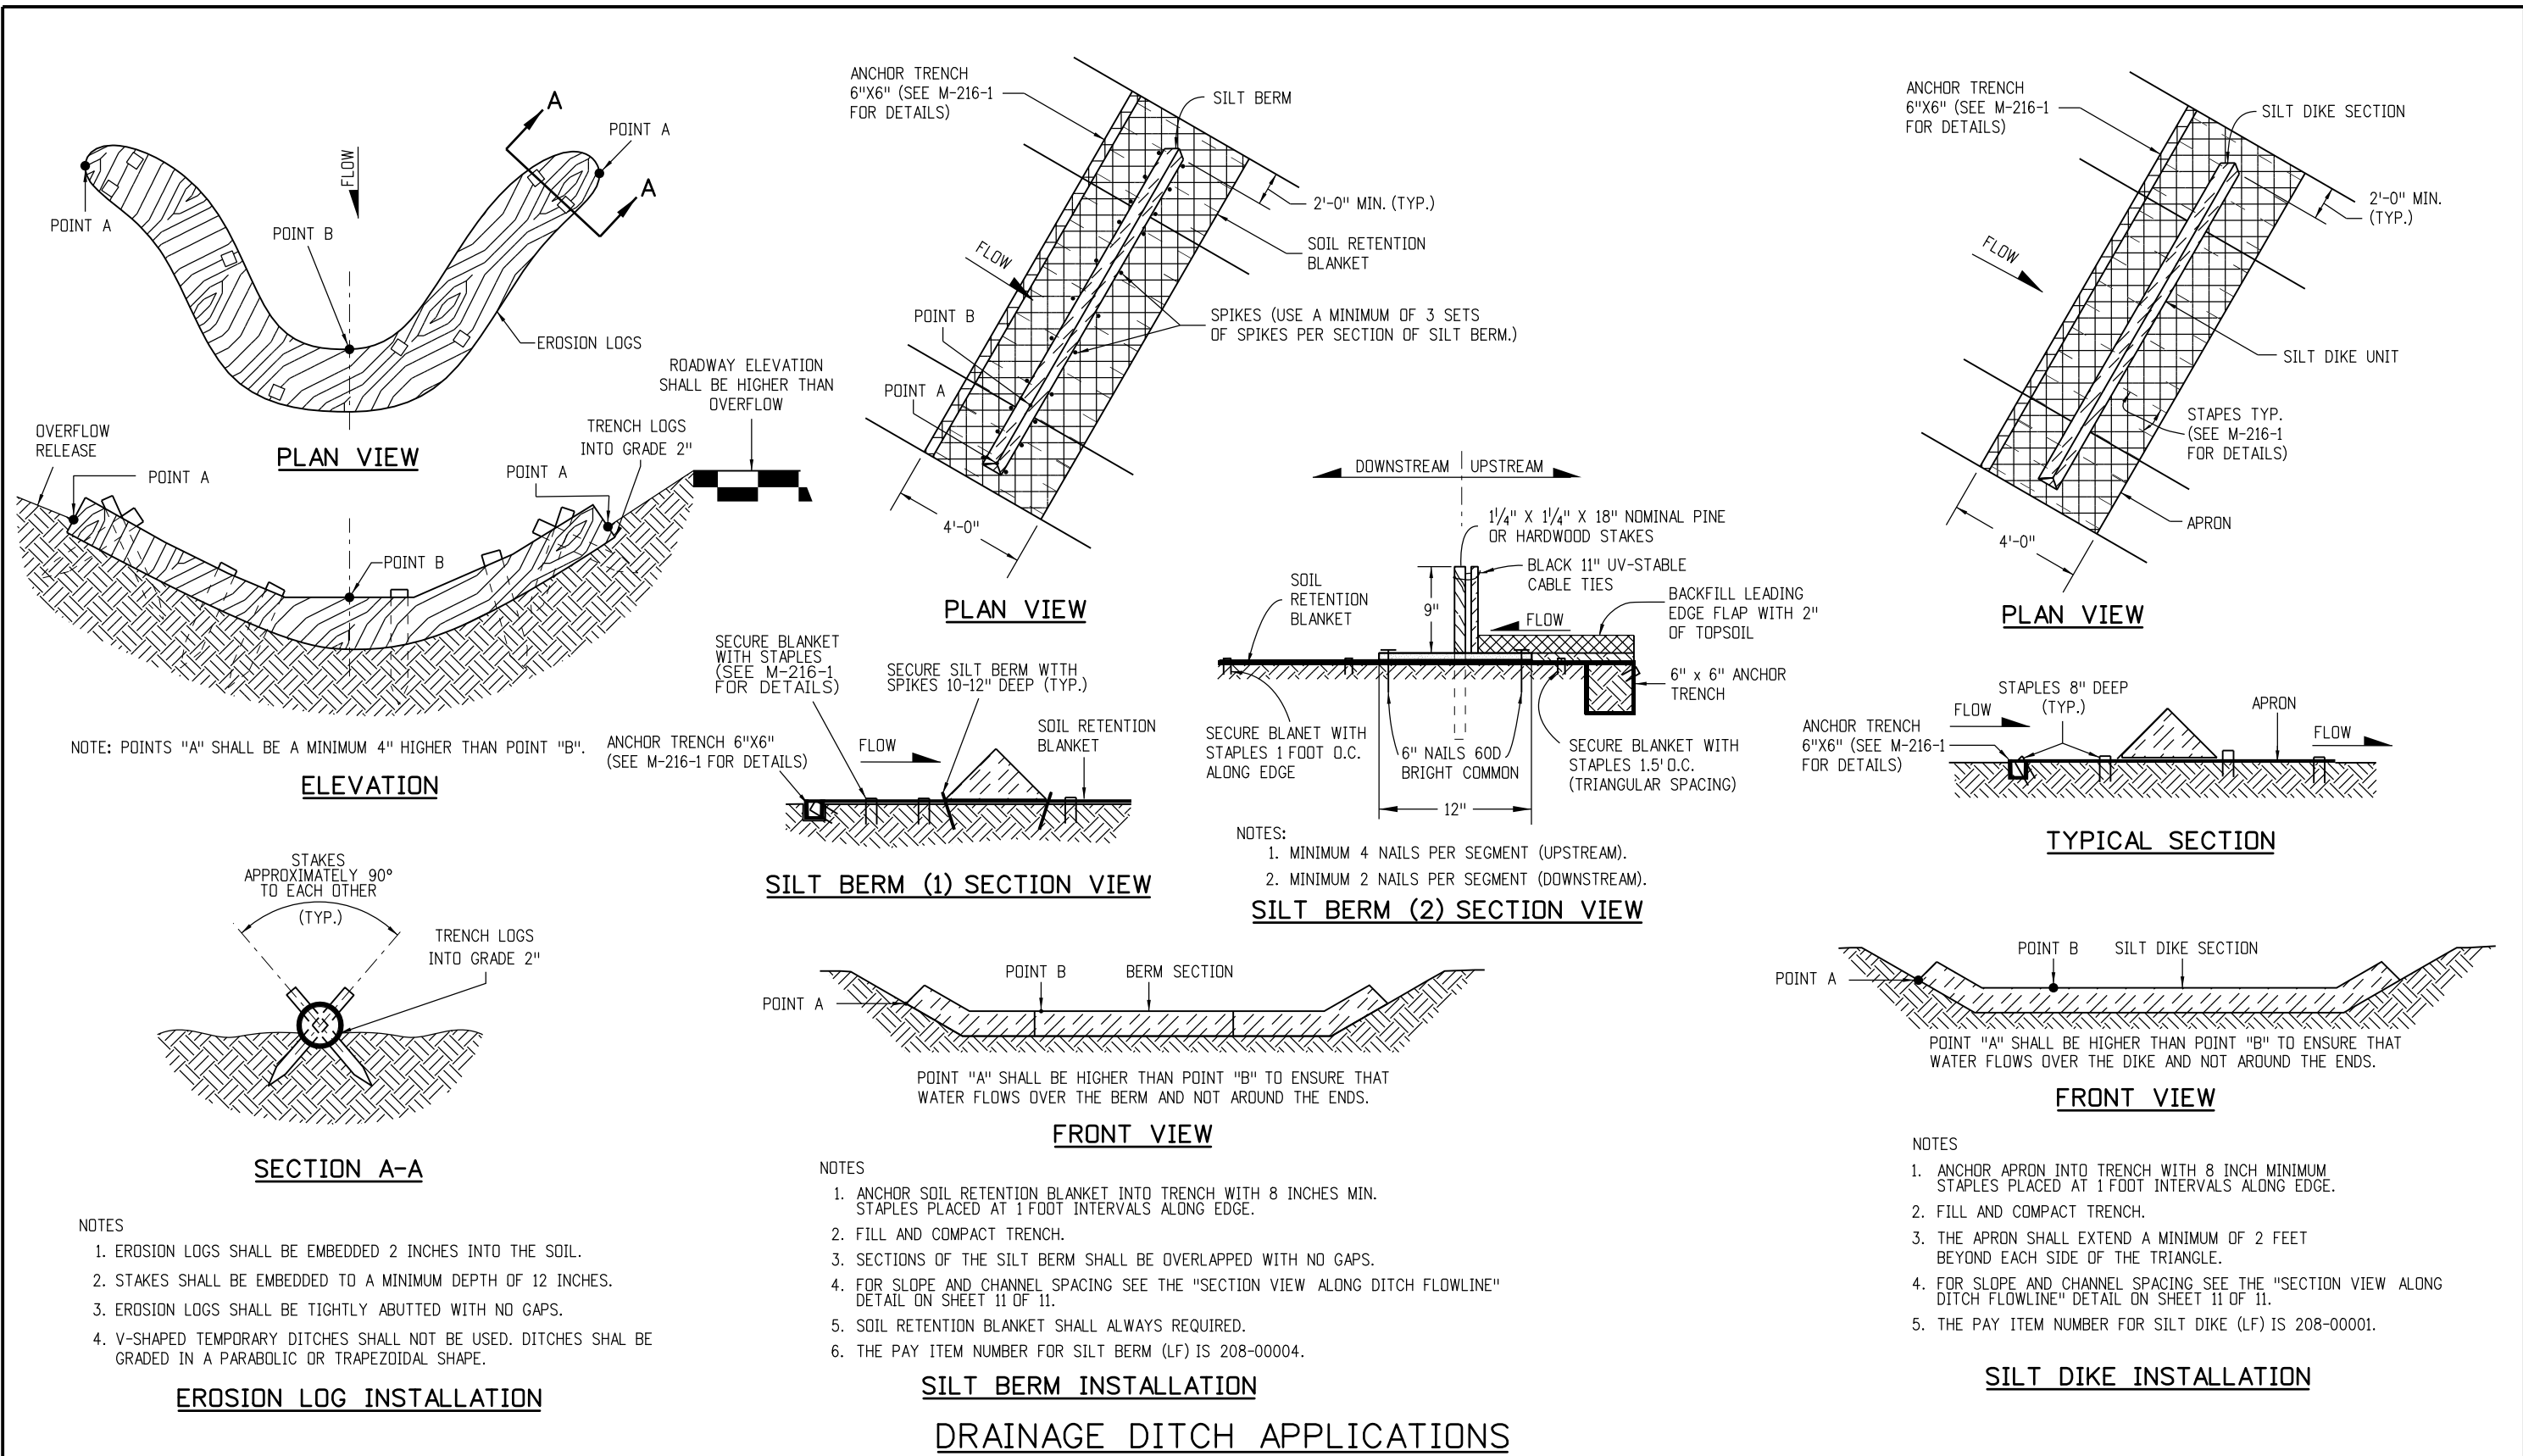 A
A
POINT A
POINT A
FLOW
POINT B
EROSION LOGS
PLAN VIEW
ROADWAY ELEVATION
SHALL BE HIGHER THAN
OVERFLOW
OVERFLOW
RELEASE
POINT A
POINT A
TRENCH LOGS
INTO GRADE 2"
POINT B
NOTE: POINTS "A" SHALL BE A MINIMUM 4" HIGHER THAN POINT "B".
ELEVATION
STAKES
APPROXIMATELY 90°
TO EACH OTHER
(TYP.)
TRENCH LOGS
INTO GRADE 2"
SECTION A-A
NOTES
1. EROSION LOGS SHALL BE EMBEDDED 2 INCHES INTO THE SOIL.
2. STAKES SHALL BE EMBEDDED TO A MINIMUM DEPTH OF 12 INCHES.
3. EROSION LOGS SHALL BE TIGHTLY ABUTTED WITH NO GAPS.
4. V-SHAPED TEMPORARY DITCHES SHALL NOT BE USED. DITCHES SHAL BE
GRADED IN A PARABOLIC OR TRAPEZOIDAL SHAPE.
EROSION LOG INSTALLATION
ANCHOR TRENCH
6"X6" (SEE M-216-1
FOR DETAILS)
SILT BERM
2'-0" MIN. (TYP.)
SOIL RETENTION
BLANKET
FLOW
SPIKES (USE A MINIMUM OF 3 SETS
OF SPIKES PER SECTION OF SILT BERM.)
POINT B
POINT A
4'-0"
PLAN VIEW
SECURE BLANKET
WITH STAPLES
(SEE M-216-1
FOR DETAILS)
SECURE SILT BERM WTTH
SPIKES 10-12" DEEP (TYP.)
ANCHOR TRENCH 6"X6"
(SEE M-216-1 FOR DETAILS)
FLOW
SOIL RETENTION
BLANKET
SILT BERM (1) SECTION VIEW
DOWNSTREAM
UPSTREAM
1¼" X 1¼" X 18" NOMINAL PINE
OR HARDWOOD STAKES
BLACK 11" UV-STABLE
CABLE TIES
SOIL
RETENTION
BLANKET
9"
FLOW
BACKFILL LEADING
EDGE FLAP WITH 2"
OF TOPSOIL
6" x 6" ANCHOR
TRENCH
SECURE BLANET WITH
STAPLES 1 FOOT O.C.
ALONG EDGE
6" NAILS 60D
BRIGHT COMMON
SECURE BLANKET WITH
STAPLES 1.5' O.C.
(TRIANGULAR SPACING)
12"
NOTES:
1. MINIMUM 4 NAILS PER SEGMENT (UPSTREAM).
2. MINIMUM 2 NAILS PER SEGMENT (DOWNSTREAM).
SILT BERM (2) SECTION VIEW
POINT A
POINT B
BERM SECTION
POINT "A" SHALL BE HIGHER THAN POINT "B" TO ENSURE THAT
WATER FLOWS OVER THE BERM AND NOT AROUND THE ENDS.
FRONT VIEW
NOTES
1. ANCHOR SOIL RETENTION BLANKET INTO TRENCH WITH 8 INCHES MIN.
STAPLES PLACED AT 1 FOOT INTERVALS ALONG EDGE.
2. FILL AND COMPACT TRENCH.
3. SECTIONS OF THE SILT BERM SHALL BE OVERLAPPED WITH NO GAPS.
4. FOR SLOPE AND CHANNEL SPACING SEE THE "SECTION VIEW ALONG DITCH FLOWLINE"
DETAIL ON SHEET 11 OF 11.
5. SOIL RETENTION BLANKET SHALL ALWAYS REQUIRED.
6. THE PAY ITEM NUMBER FOR SILT BERM (LF) IS 208-00004.
SILT BERM INSTALLATION
ANCHOR TRENCH
6"X6" (SEE M-216-1
FOR DETAILS)
SILT DIKE SECTION
2'-0" MIN.
(TYP.)
FLOW
SILT DIKE UNIT
STAPES TYP.
(SEE M-216-1
FOR DETAILS)
APRON
4'-0"
PLAN VIEW
STAPLES 8" DEEP
(TYP.)
FLOW
APRON
FLOW
ANCHOR TRENCH
6"X6" (SEE M-216-1
FOR DETAILS)
TYPICAL SECTION
POINT A
POINT B
SILT DIKE SECTION
POINT "A" SHALL BE HIGHER THAN POINT "B" TO ENSURE THAT
WATER FLOWS OVER THE DIKE AND NOT AROUND THE ENDS.
FRONT VIEW
NOTES
1. ANCHOR APRON INTO TRENCH WITH 8 INCH MINIMUM
STAPLES PLACED AT 1 FOOT INTERVALS ALONG EDGE.
2. FILL AND COMPACT TRENCH.
3. THE APRON SHALL EXTEND A MINIMUM OF 2 FEET
BEYOND EACH SIDE OF THE TRIANGLE.
4. FOR SLOPE AND CHANNEL SPACING SEE THE "SECTION VIEW ALONG
DITCH FLOWLINE" DETAIL ON SHEET 11 OF 11.
5. THE PAY ITEM NUMBER FOR SILT DIKE (LF) IS 208-00001.
SILT DIKE INSTALLATION
DRAINAGE DITCH APPLICATIONS